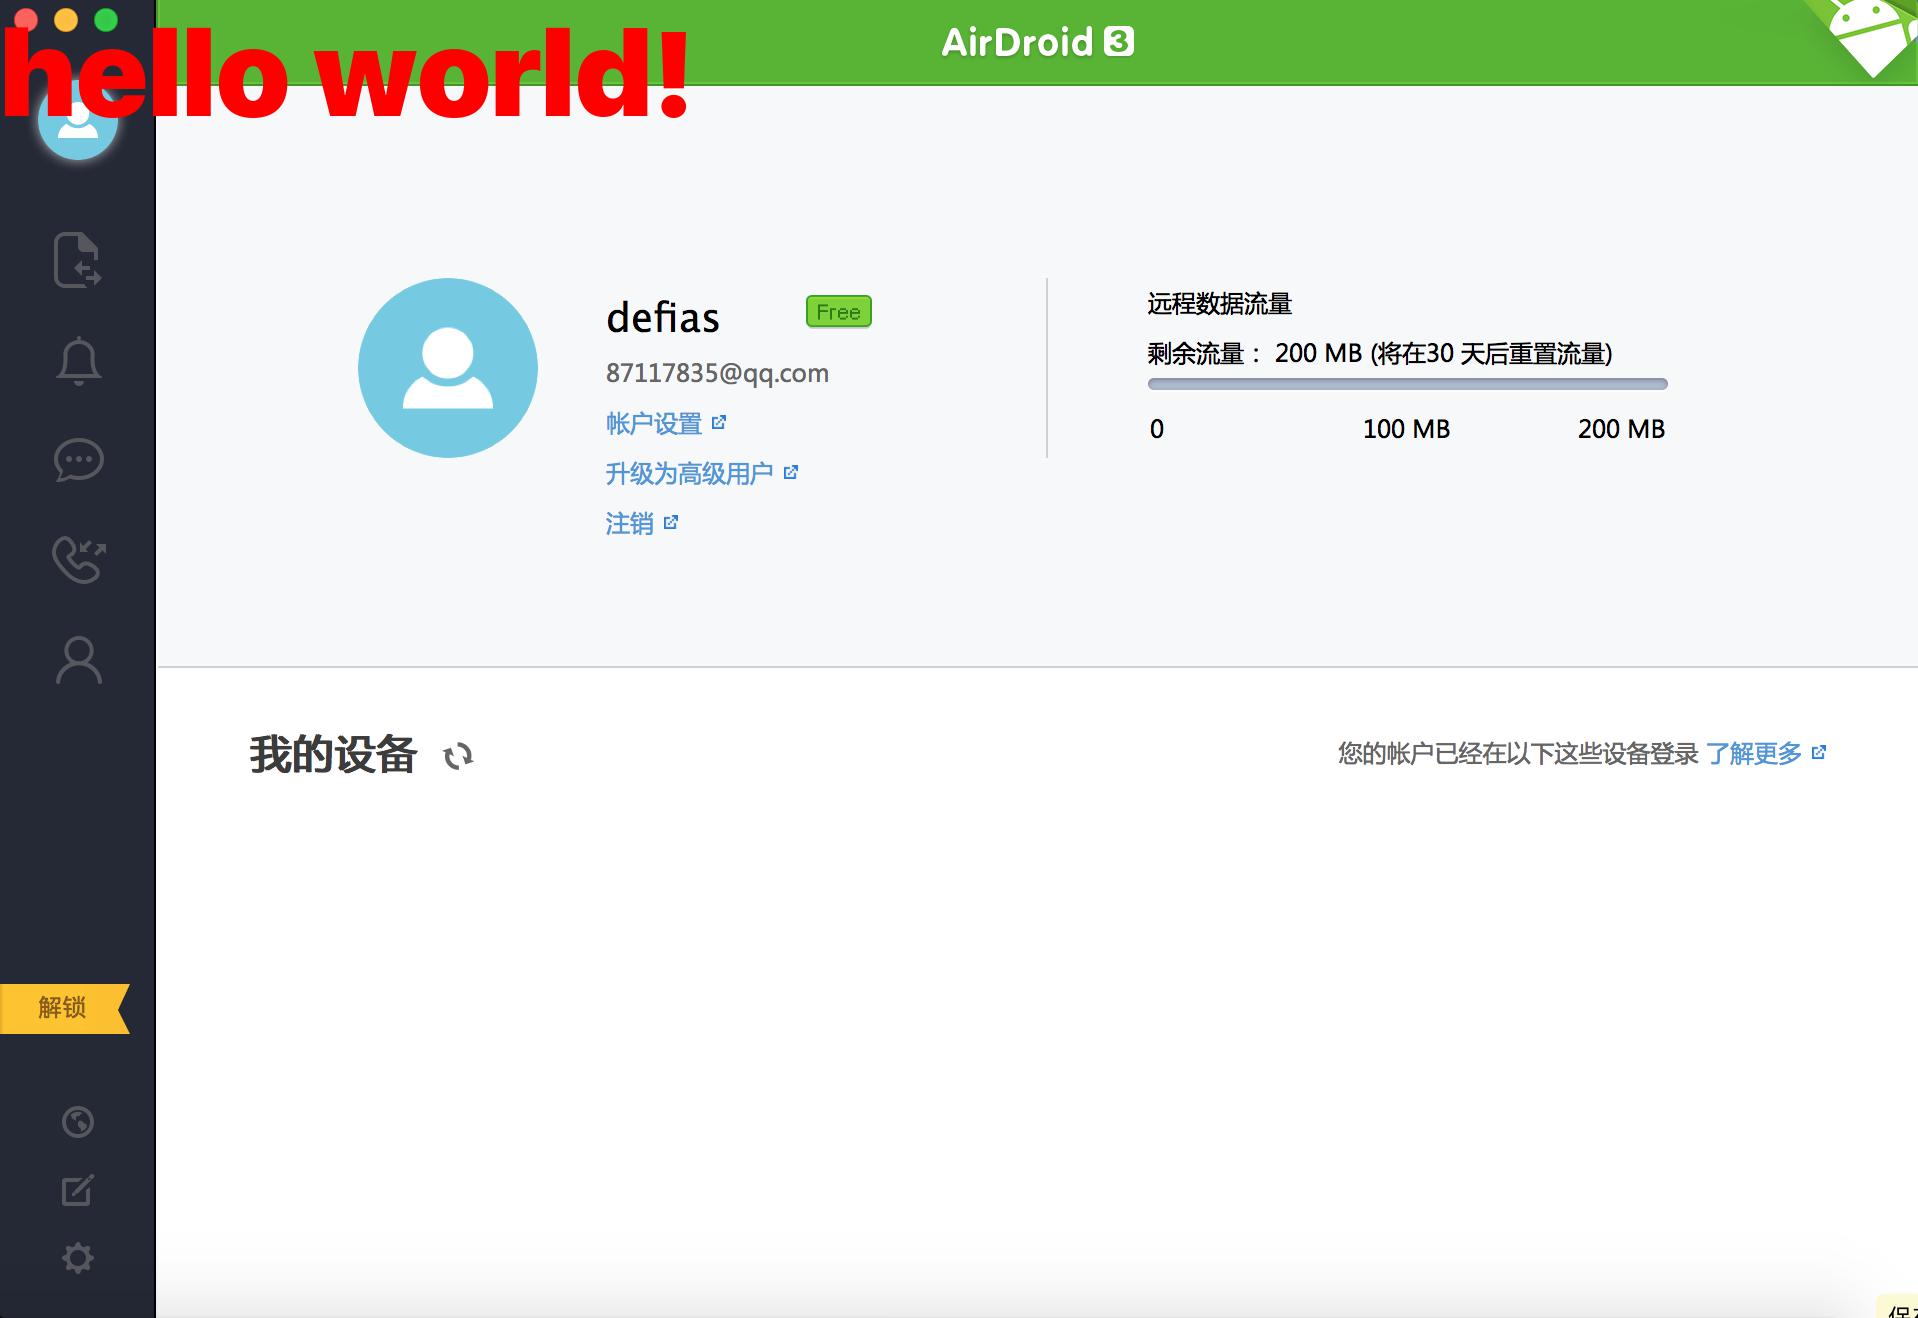 hello world!
AirDroid 3
defias
Free
87117835@qq.com
帐户设置
升级为高级用户
注销
远程数据流量
剩余流量： 200 MB (将在30 天后重置流量)
0 100 MB 200 MB
我的设备
您的帐户已经在以下这些设备登录 了解更多
解锁